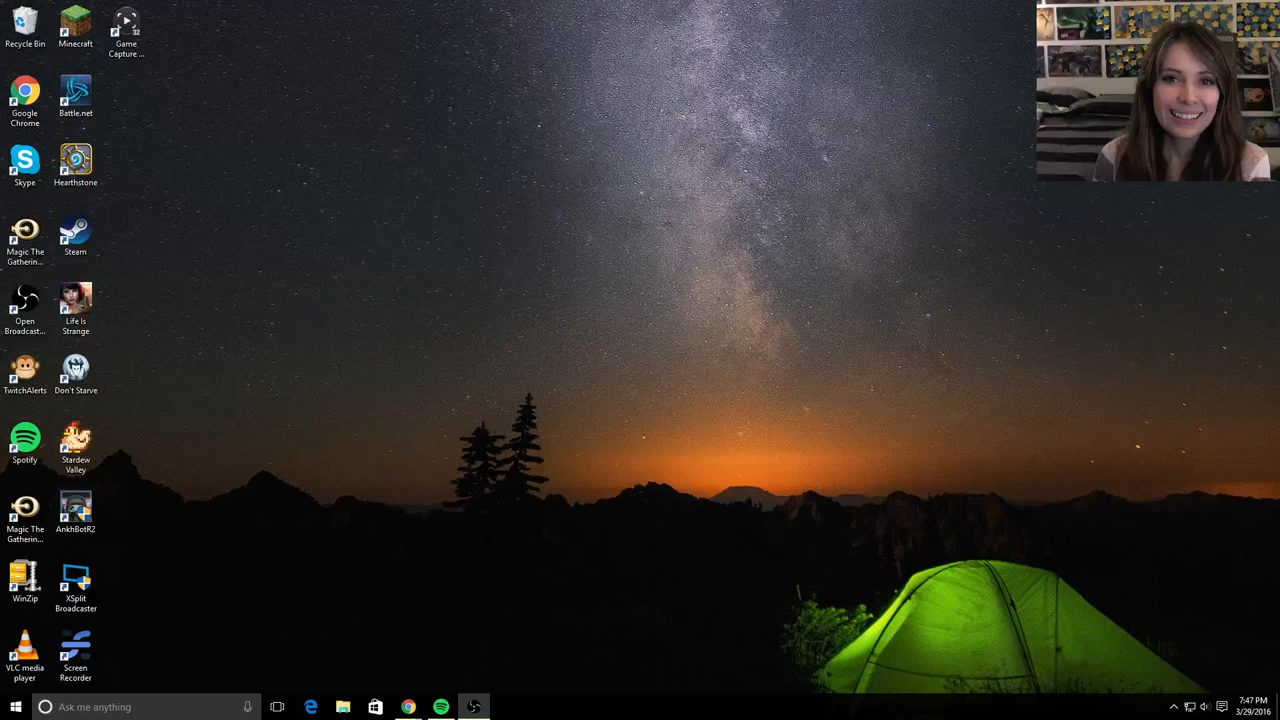 Recycle Bin
Minecraft
Game
Capture ...
32
Google
Chrome
Battle.net
Skype
Hearthstone
Magic The
Gatherin...
Steam
Open
Broadcast...
Life Is
Strange
TwitchAlerts
Don't Starve
Spotify
Stardew
Valley
Magic The
Gatherin...
AnkhBotR2
WinZip
XSplit
Broadcaster
VLC media
player
Screen
Recorder
Ask me anything
7:47 PM
3/29/2016